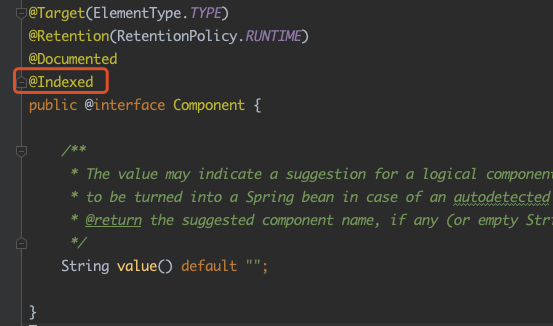 @Target(ElementType.TYPE)
@Retention(RetentionPolicy.RUNTIME)
@Documented
@Indexed
public @interface Component {
/**
* The value may indicate a suggestion for a logical component
* to be turned into a Spring bean in case of an autodetected
* @return the suggested component name, if any (or empty Str
*/
String value() default "";
}